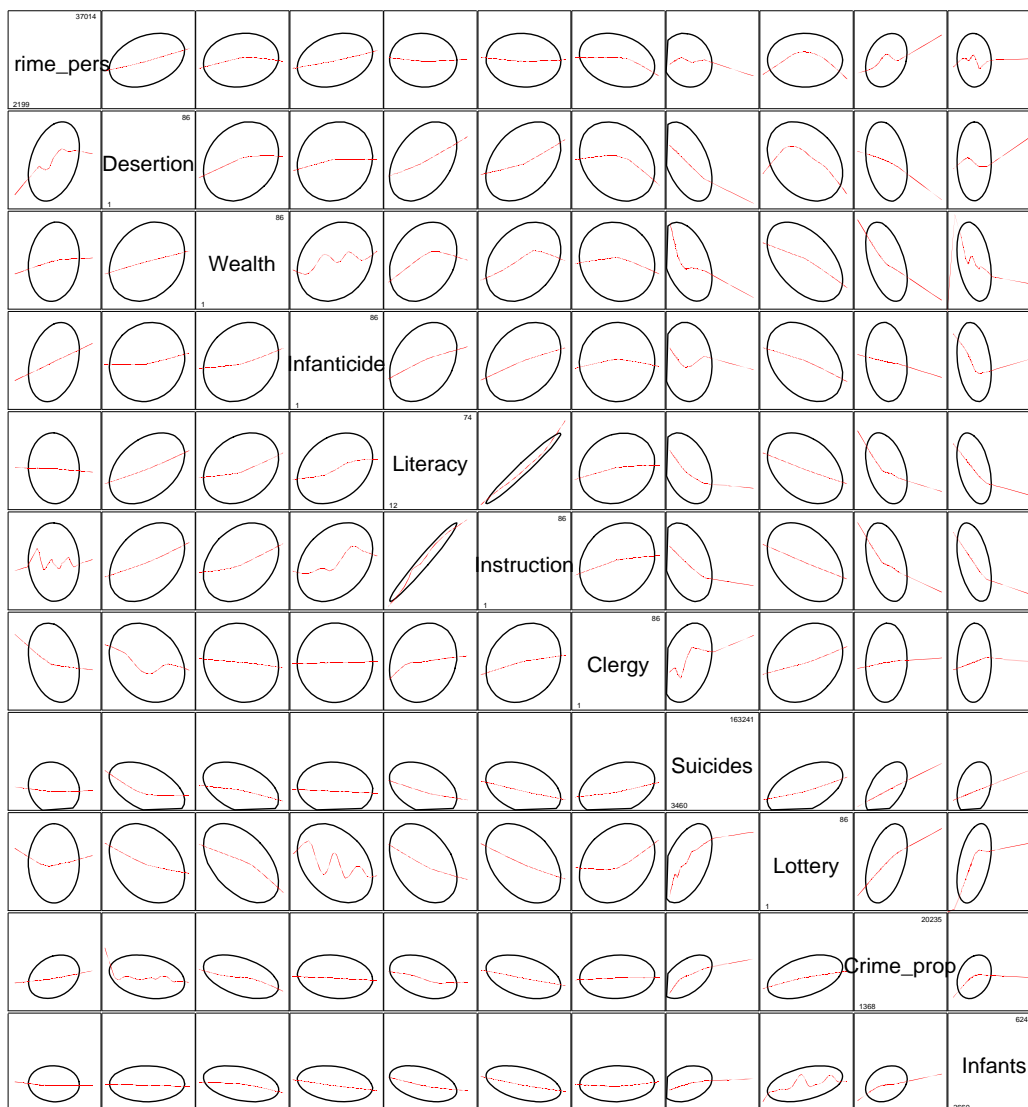 37014
rime_pers
2199
86
Desertion
1
86
Wealth
1
86
Infanticide
1
74
Literacy
12
86
Instruction
1
86
Clergy
1
163241
Suicides
3460
86
Lottery
1
20235
Crime_prop
1368
624
Infants